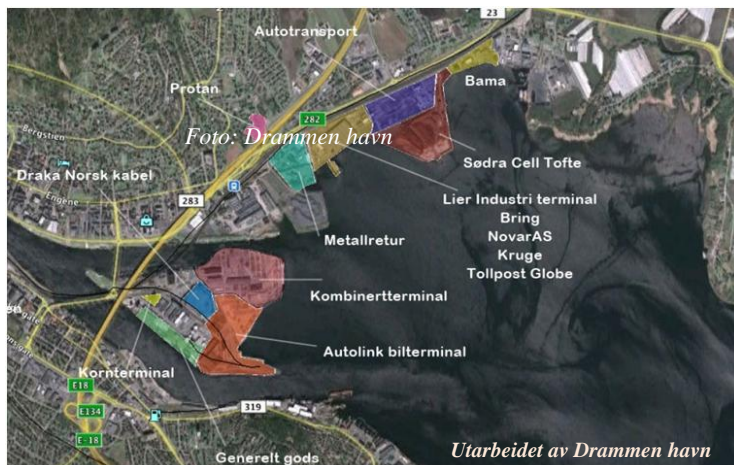 23
Autotransport
Bama
Protan
282
Foto: Drammen havn
Bergstien
Sødra Cell Tofte
Draka Norsk kabel
Engene
283
Lier Industri terminal
Bring
NovarAS
Kruge
Tollpost Globe
Metallretur
Kombinertterminal
Autolink bilterminal
Kornterminal
E18
E134
E-18
319
Generelt gods
Utarbeidet av Drammen havn